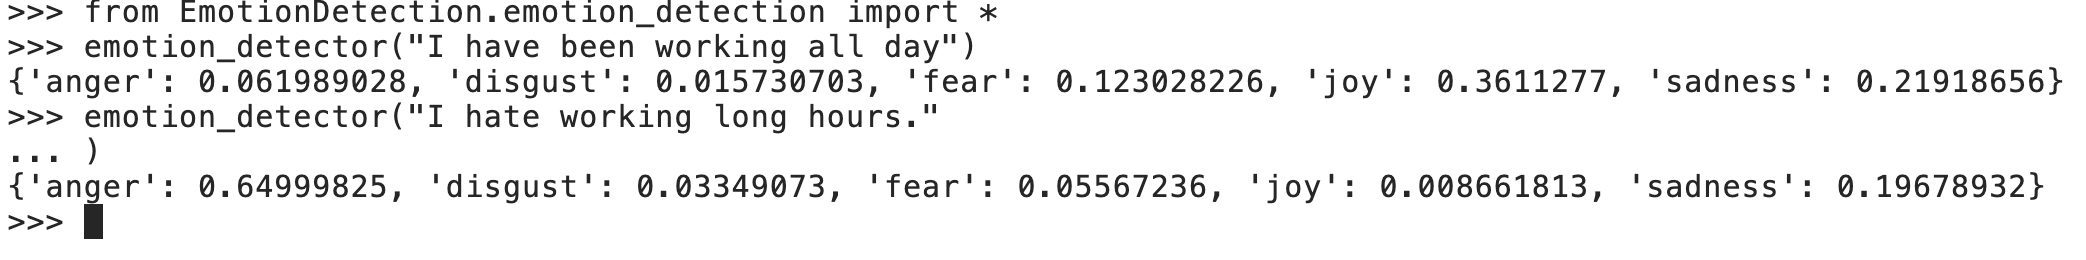 >>> from EmotionDetection.emotion_detection import *
>>> emotion_detector("I have been working all day")
{'anger': 0.061989028, 'disgust': 0.015730703, 'fear': 0.123028226, 'joy': 0.3611277, 'sadness': 0.21918656}
>>> emotion_detector("I hate working long hours."
... )
{'anger': 0.64999825, 'disgust': 0.03349073, 'fear': 0.05567236, 'joy': 0.008661813, 'sadness': 0.19678932}
>>>